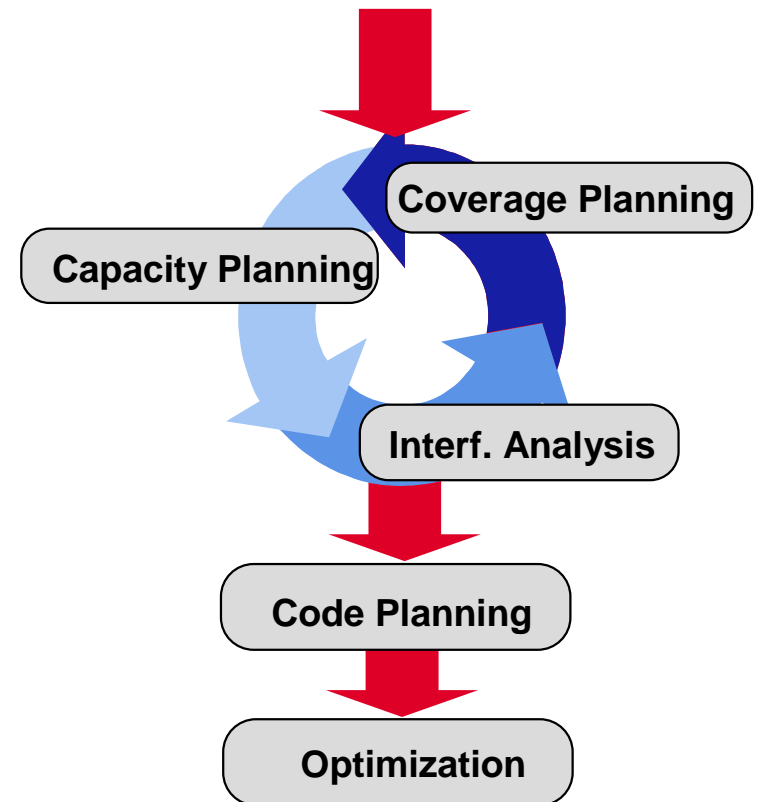 Coverage Planning
Capacity Planning
Interf. Analysis
Code Planning
Optimization